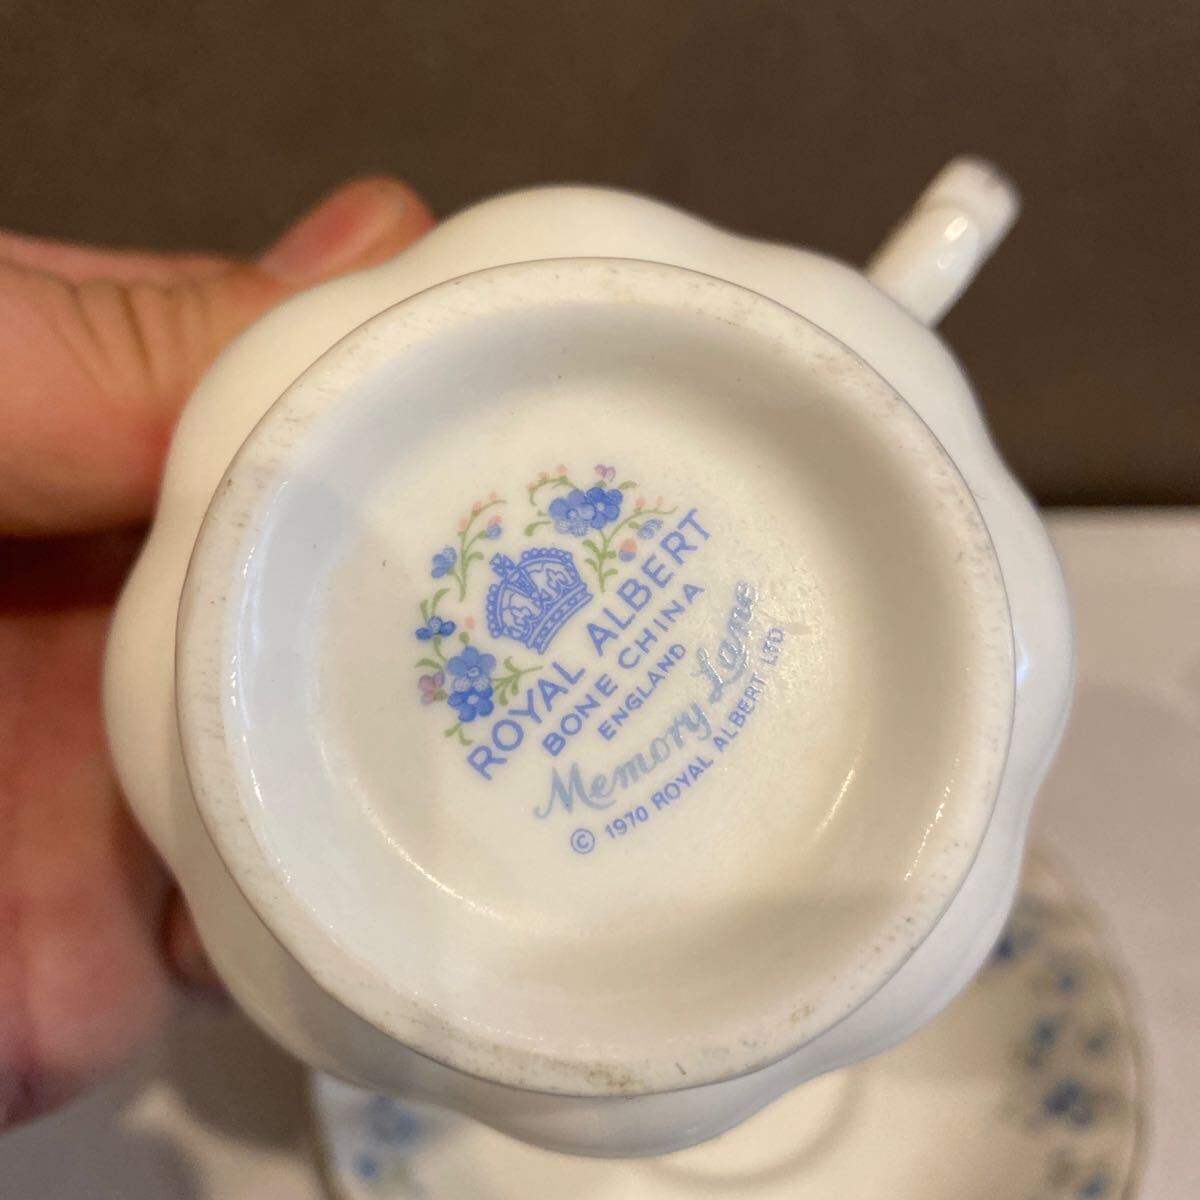 ROYAL ALBERT
BONE CHINA
ENGLAND
Memory Lane
© 1970 ROYAL ALBERT LTD